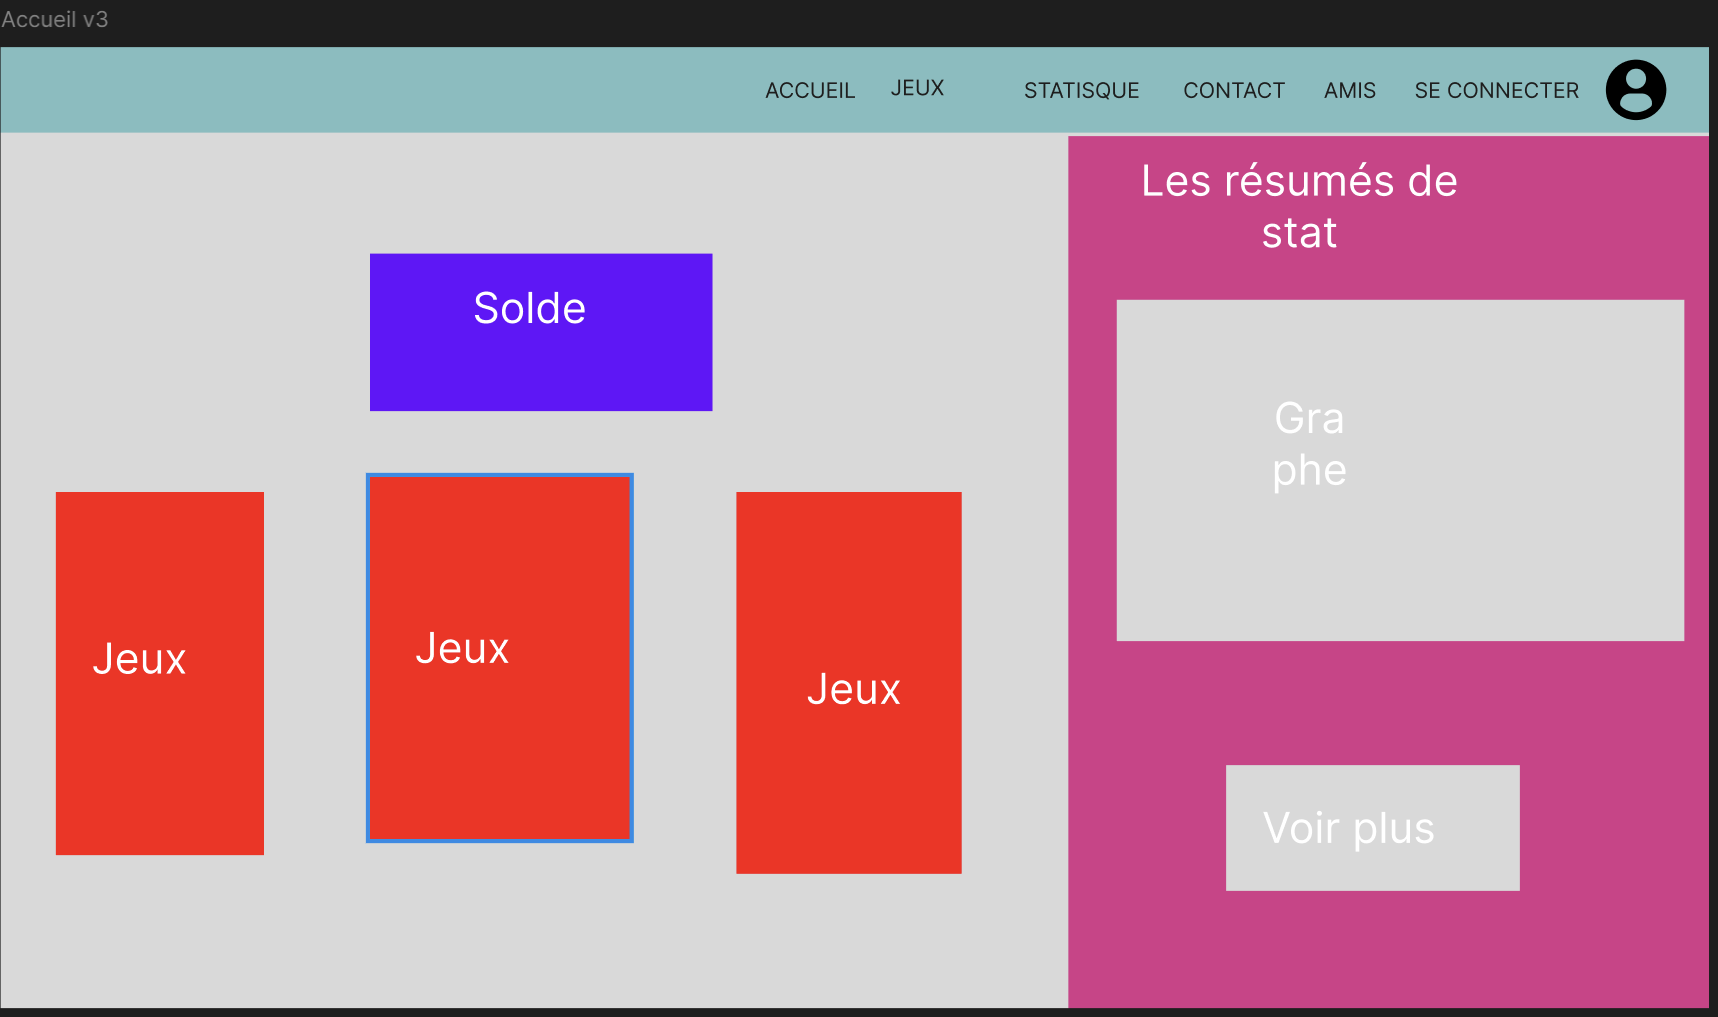 Accueil v3
ACCUEIL JEUX STATISQUE CONTACT AMIS SE CONNECTER
Les résumés de
stat
Solde
Gra
phe
Jeux
Jeux
Jeux
Voir plus